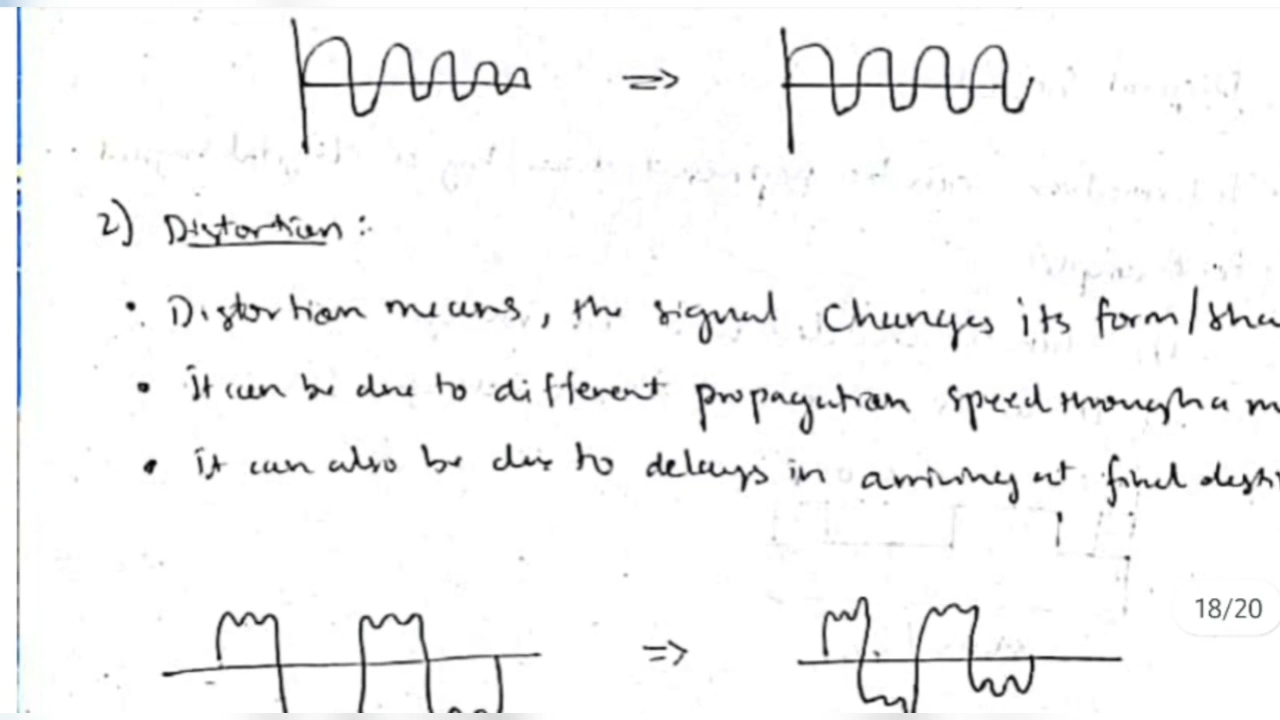 2) Distortion :
• Distortion means, the signal changes its form/sha
• it can be due to different propagation speed through a m
• it can also be due to delays in arriving at final desti
18/20